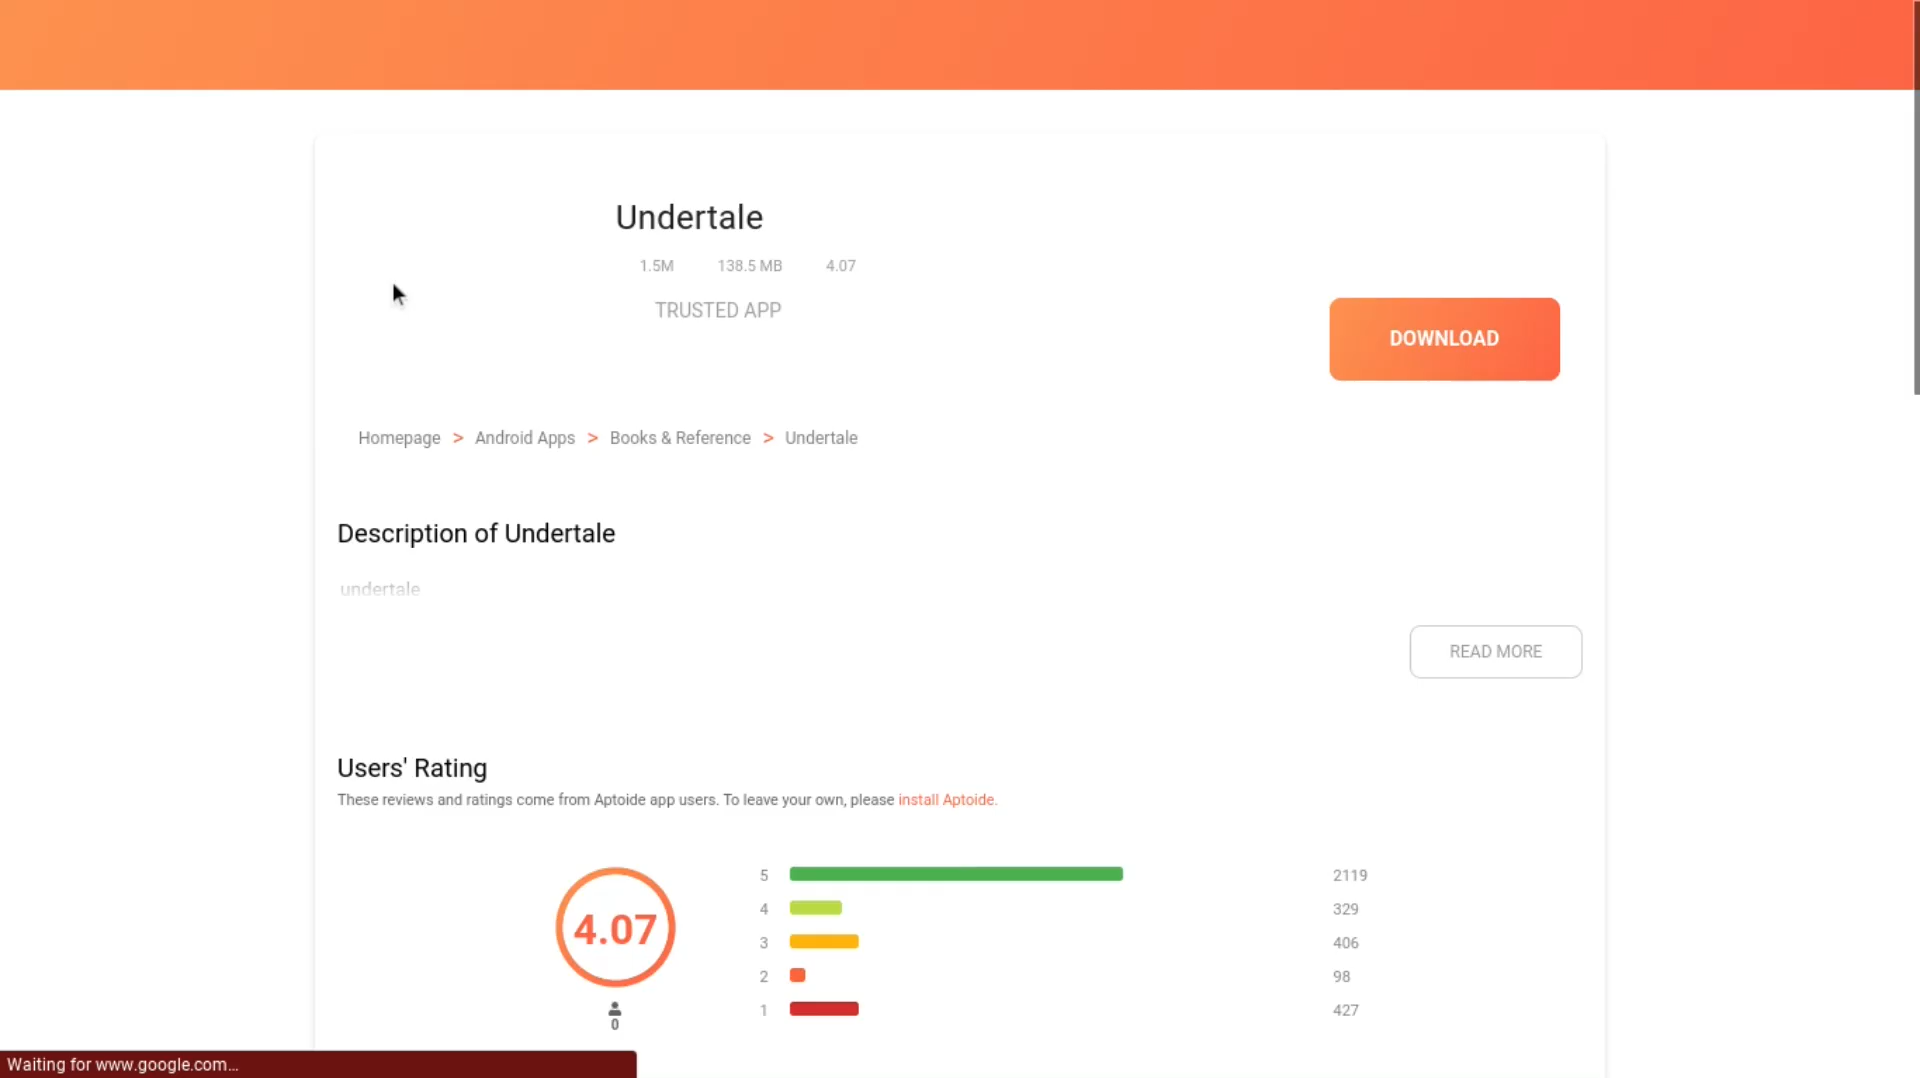 Undertale
1.5M 138.5 MB 4.07
TRUSTED APP
DOWNLOAD
Homepage > Android Apps > Books & Reference > Undertale
Description of Undertale
undertale
READ MORE
Users' Rating
These reviews and ratings come from Aptoide app users. To leave your own, please install Aptoide.
4.07
0
5 2119
4 329
3 406
2 98
1 427
Waiting for www.google.com...